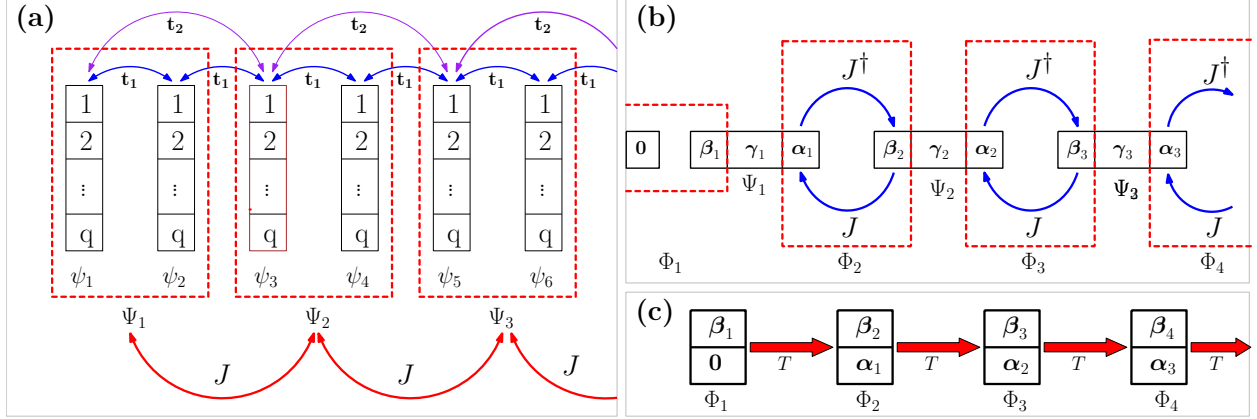 (a)
t₂ t₂ t₂
t₁ t₁ t₁ t₁ t₁ t₁
1 1 1 1 1 1
2 2 2 2 2 2
⋮ ⋮ ⋮ ⋮ ⋮ ⋮
q q q q q q
ψ₁ ψ₂ ψ₃ ψ₄ ψ₅ ψ₆
Ψ₁ Ψ₂ Ψ₃
J J J
(b)
J† J† J†
0 β₁ γ₁ α₁ β₂ γ₂ α₂ β₃ γ₃ α₃
Ψ₁ Ψ₂ Ψ₃
J J J
Φ₁ Φ₂ Φ₃ Φ₄
(c)
β₁ β₂ β₃ β₄
T T T T
0 α₁ α₂ α₃
Φ₁ Φ₂ Φ₃ Φ₄